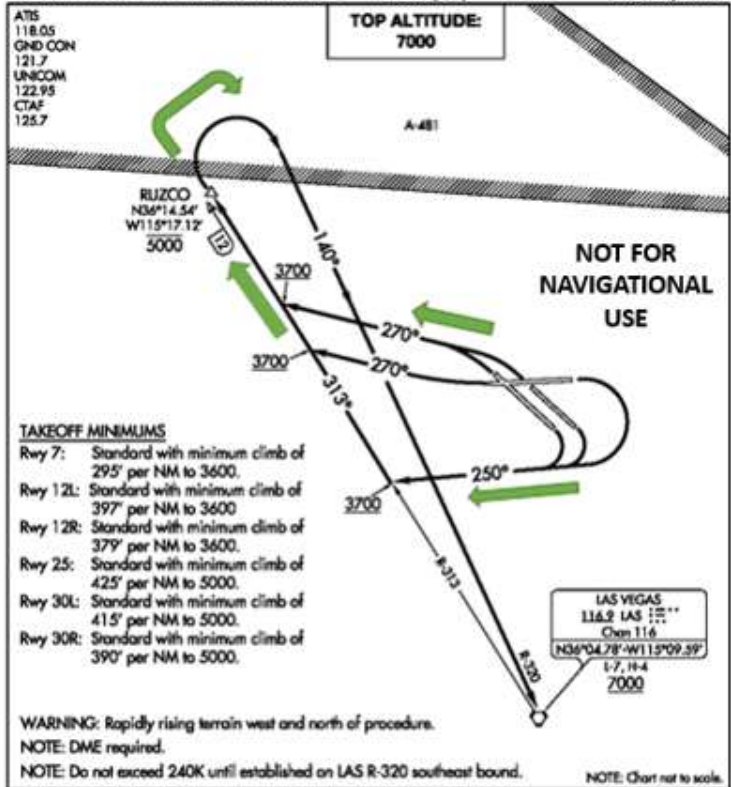 ATIS
118.05
GND CON
121.7
UNICOM
122.95
CTAF
125.7
TOP ALTITUDE:
7000
A-481
RUZCO
N36°14.54'
W115°17.12'
5000
12
140°
NOT FOR
NAVIGATIONAL
USE
3700
270°
3700
270°
313°
250°
3700
R-313
R-320
TAKEOFF MINIMUMS
Rwy 7: Standard with minimum climb of
295' per NM to 3600.
Rwy 12L: Standard with minimum climb of
397' per NM to 3600
Rwy 12R: Standard with minimum climb of
379' per NM to 3600.
Rwy 25: Standard with minimum climb of
425' per NM to 5000.
Rwy 30L: Standard with minimum climb of
415' per NM to 5000.
Rwy 30R: Standard with minimum climb of
390' per NM to 5000.
LAS VEGAS
116.9 LAS
Chan 116
N36°04.78'-W115°09.59'
L-7, H-4
7000
WARNING: Rapidly rising terrain west and north of procedure.
NOTE: DME required.
NOTE: Do not exceed 240K until established on LAS R-320 southeast bound.
NOTE: Chart not to scale.